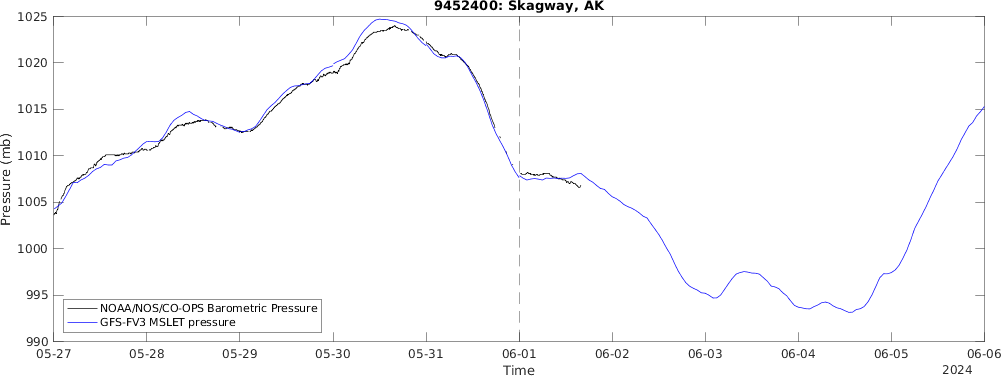 9452400: Skagway, AK
Pressure (mb)
1025
1020
1015
1010
1005
1000
995
990
NOAA/NOS/CO-OPS Barometric Pressure
GFS-FV3 MSLET pressure
05-27 05-28 05-29 05-30 05-31 06-01 06-02 06-03 06-04 06-05 06-06
Time
2024